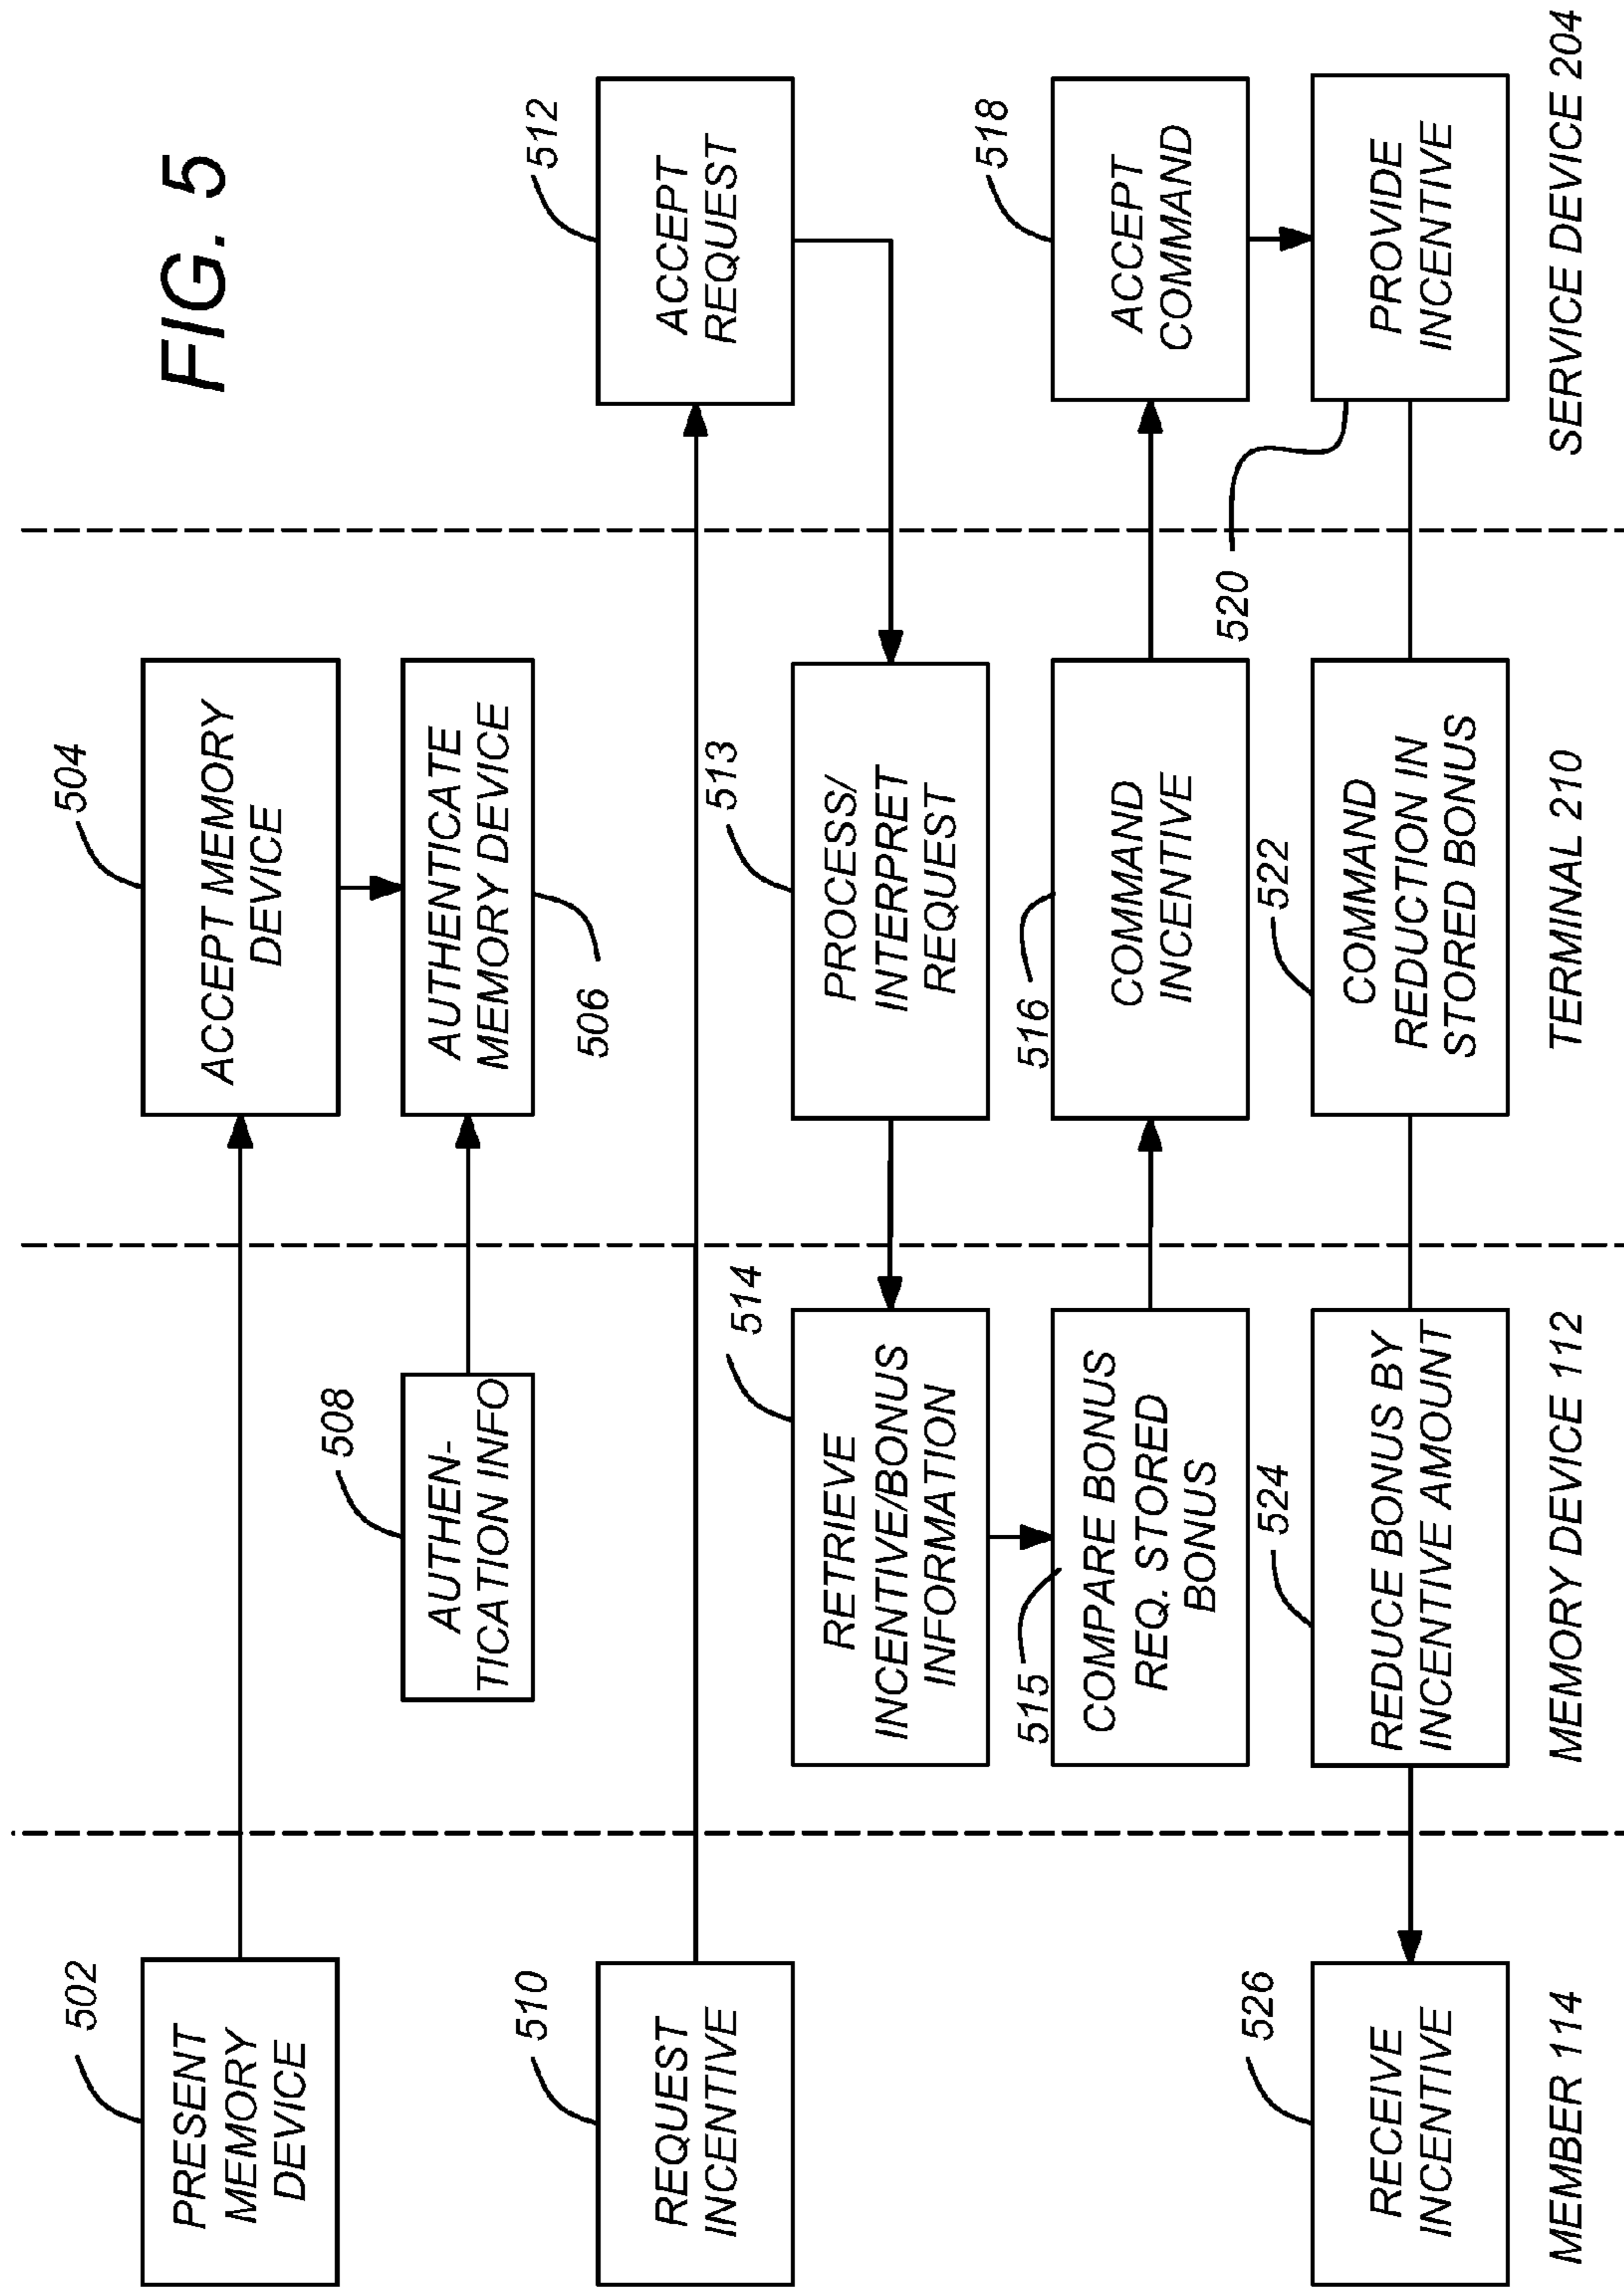 FIG. 5
502
PRESENT
MEMORY
DEVICE
504
ACCEPT MEMORY
DEVICE
508
AUTHEN-
TICATION INFO
AUTHENTICATE
MEMORY DEVICE
506
510
REQUEST
INCENTIVE
512
ACCEPT
REQUEST
514
RETRIEVE
INCENTIVE/BONUS
INFORMATION
513
PROCESS/
INTERPRET
REQUEST
515
COMPARE BONUS
REQ. STORED
BONUS
516
COMMAND
INCENTIVE
518
ACCEPT
COMMAND
526
RECEIVE
INCENTIVE
524
REDUCE BONUS BY
INCENTIVE AMOUNT
522
COMMAND
REDUCTION IN
STORED BONUS
520
PROVIDE
INCENTIVE
MEMBER 114
MEMORY DEVICE 112
TERMINAL 210
SERVICE DEVICE 204